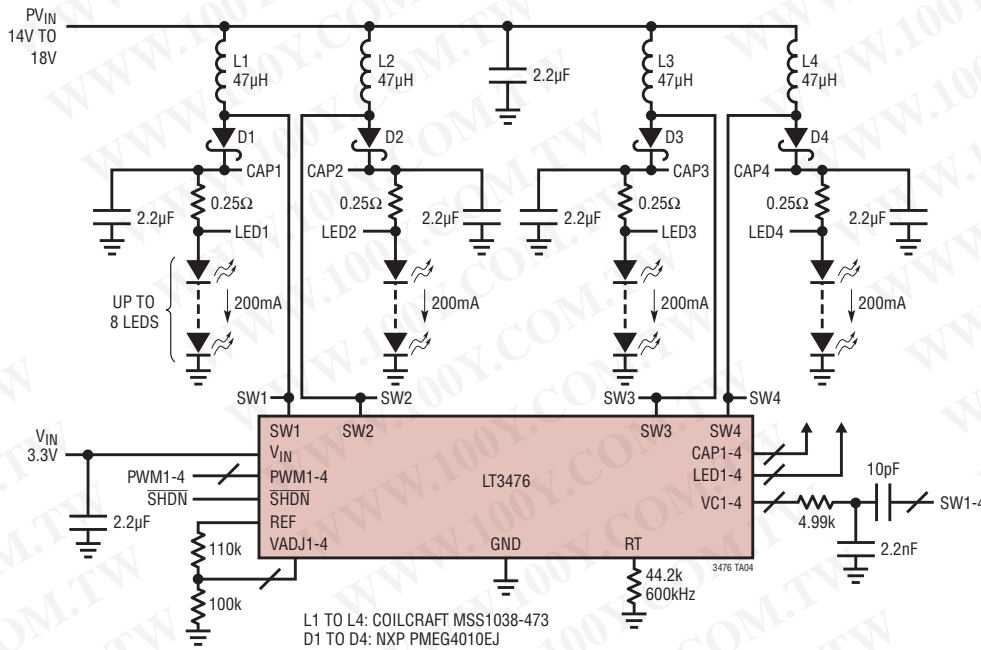 PVIN
14V TO
18V
L1
47µH
L2
47µH
2.2µF
L3
47µH
L4
47µH
D1
D2
D3
D4
CAP1
CAP2
CAP3
CAP4
2.2µF
0.25Ω
0.25Ω
2.2µF
2.2µF
0.25Ω
0.25Ω
2.2µF
LED1
LED2
LED3
LED4
UP TO
8 LEDS
200mA
200mA
200mA
200mA
SW1
SW2
SW3
SW4
SW1
SW2
SW3
SW4
VIN
3.3V
VIN
CAP1-4
PWM1-4
PWM1-4
LT3476
LED1-4
10pF
SHDN
SHDN
VC1-4
SW1-4
2.2µF
REF
4.99k
110k
VADJ1-4
GND
RT
2.2nF
3476 TA04
100k
44.2k
600kHz
L1 TO L4: COILCRAFT MSS1038-473
D1 TO D4: NXP PMEG4010EJ
WWW.100Y.COM.TW